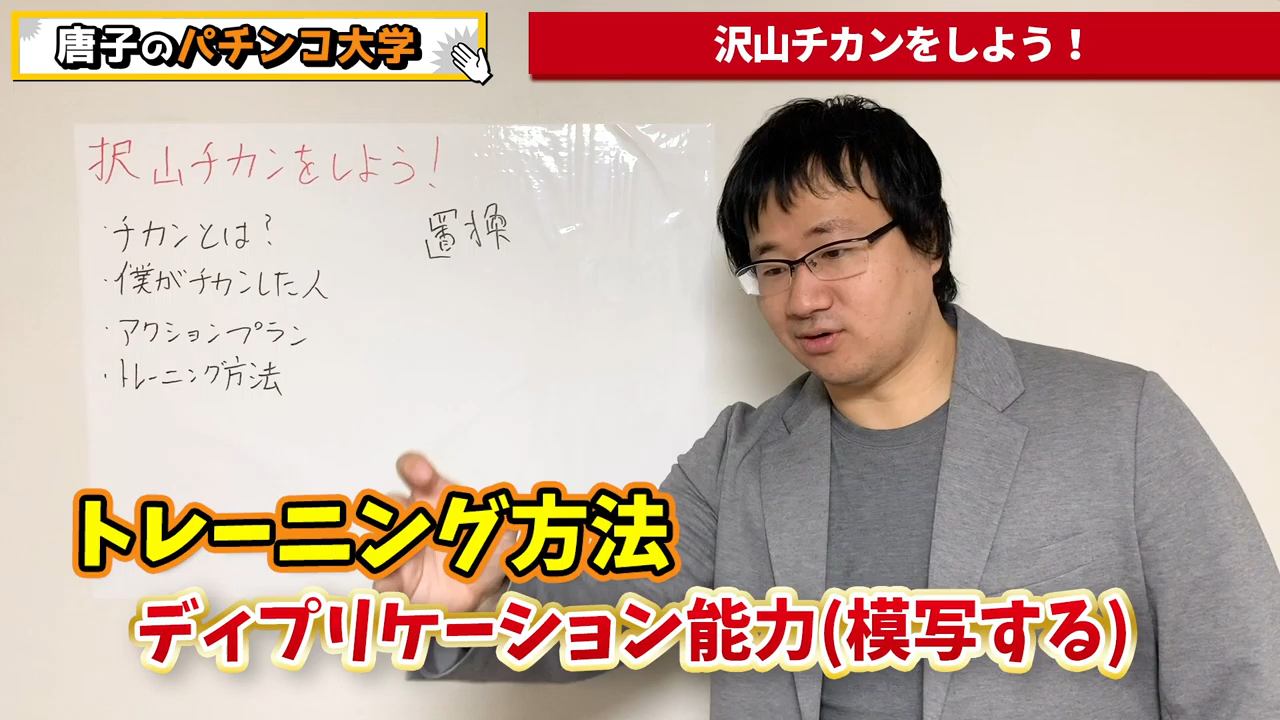 唐子のパチンコ大学
沢山チカンをしよう！
択山チカンをしよう！
・チカンとは？
置換
・僕がチカンした人
・アクションプラン
・トレーニング方法
トレーニング方法
ディプリケーション能力(模写する)